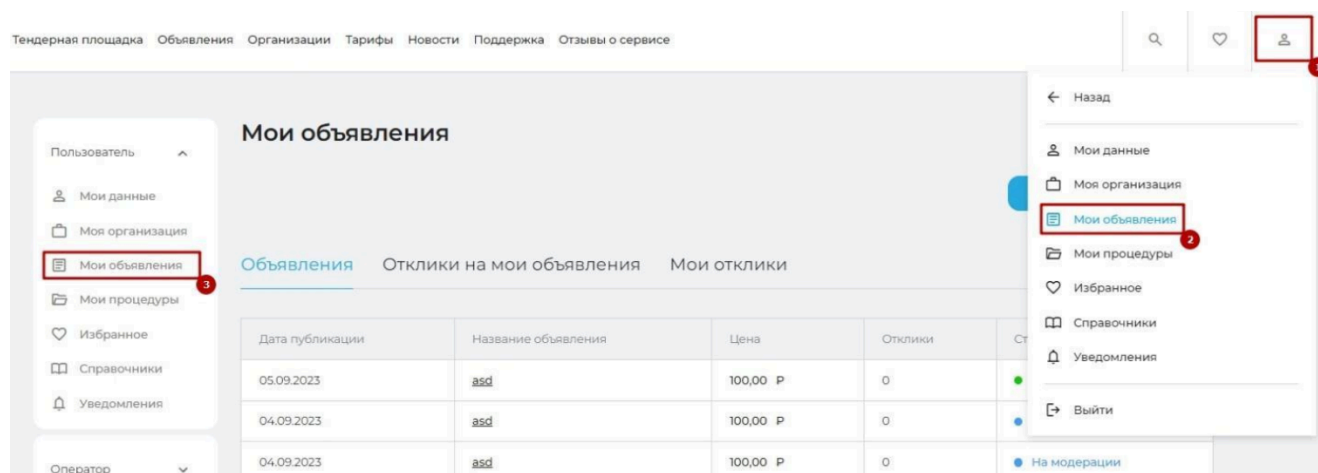 Тендерная площадка Объявления Организации Тарифы Новости Поддержка Отзывы о сервисе
1
Назад
Мои данные
Моя организация
Мои объявления
2
Мои процедуры
Избранное
Справочники
Уведомления
Выйти
Пользователь
Мои данные
Моя организация
Мои объявления
3
Мои процедуры
Избранное
Справочники
Уведомления
Оператор
Мои объявления
Объявления Отклики на мои объявления Мои отклики
Дата публикации Название объявления Цена Отклики Ст
05.09.2023 asd 100,00 Р 0
04.09.2023 asd 100,00 Р 0
04.09.2023 asd 100,00 Р 0 На модерации